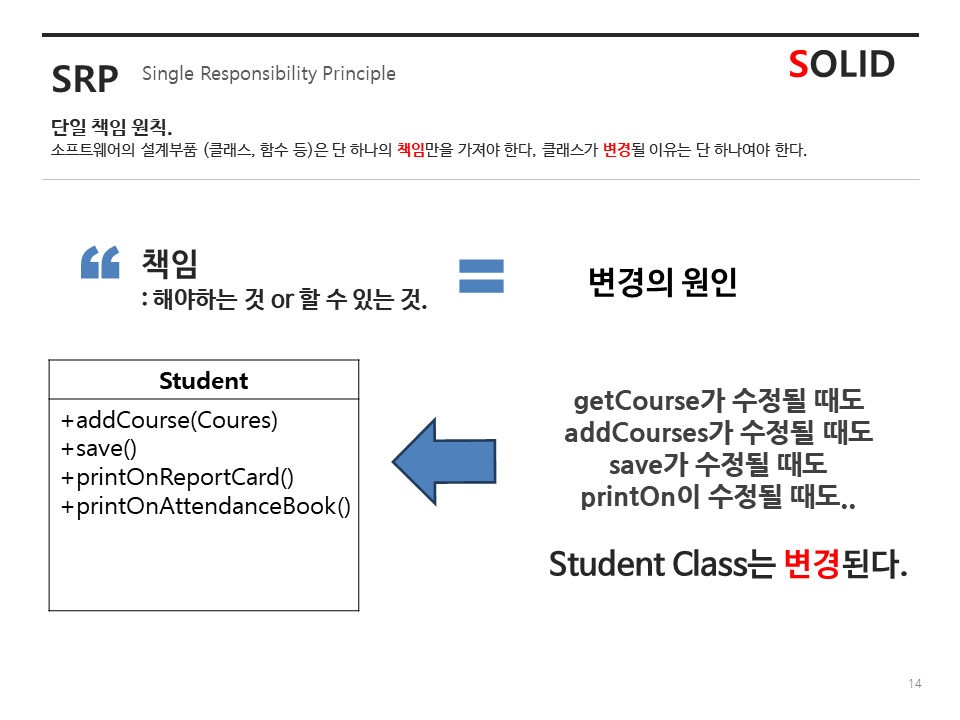 SRP Single Responsibility Principle
SOLID
단일 책임 원칙.
소프트웨어의 설계부품 (클래스, 함수 등)은 단 하나의 책임만을 가져야 한다, 클래스가 변경될 이유는 단 하나여야 한다.
“ 책임
: 해야하는 것 or 할 수 있는 것.
=
변경의 원인
Student
+addCourse(Coures)
+save()
+printOnReportCard()
+printOnAttendanceBook()
getCourse가 수정될 때도
addCourses가 수정될 때도
save가 수정될 때도
printOn이 수정될 때도..
Student Class는 변경된다.
14